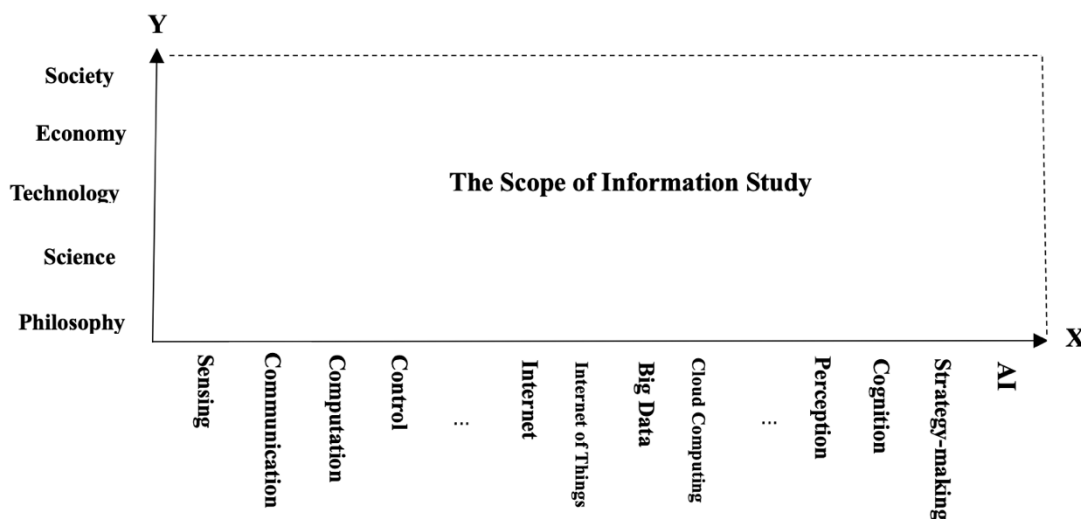 Y
Society
Economy
Technology
Science
Philosophy
The Scope of Information Study
X
Sensing
Communication
Computation
Control
...
Internet
Internet of Things
Big Data
Cloud Computing
...
Perception
Cognition
Strategy-making
AI